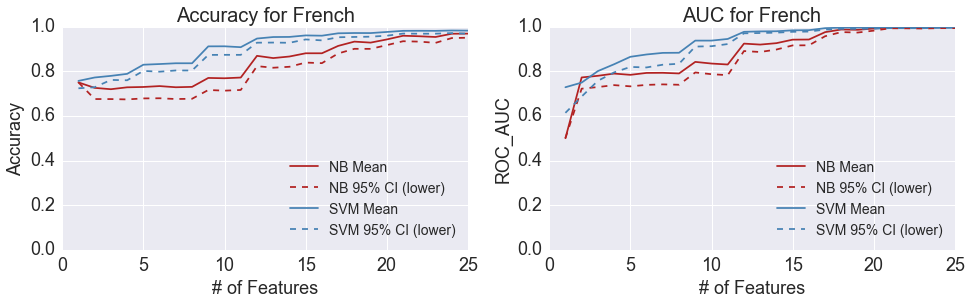 Accuracy for French
1.0
0.8
0.6
0.4
0.2
0.0
Accuracy
NB Mean
NB 95% CI (lower)
SVM Mean
SVM 95% CI (lower)
0 5 10 15 20 25
# of Features
AUC for French
1.0
0.8
0.6
0.4
0.2
0.0
ROC_AUC
NB Mean
NB 95% CI (lower)
SVM Mean
SVM 95% CI (lower)
0 5 10 15 20 25
# of Features